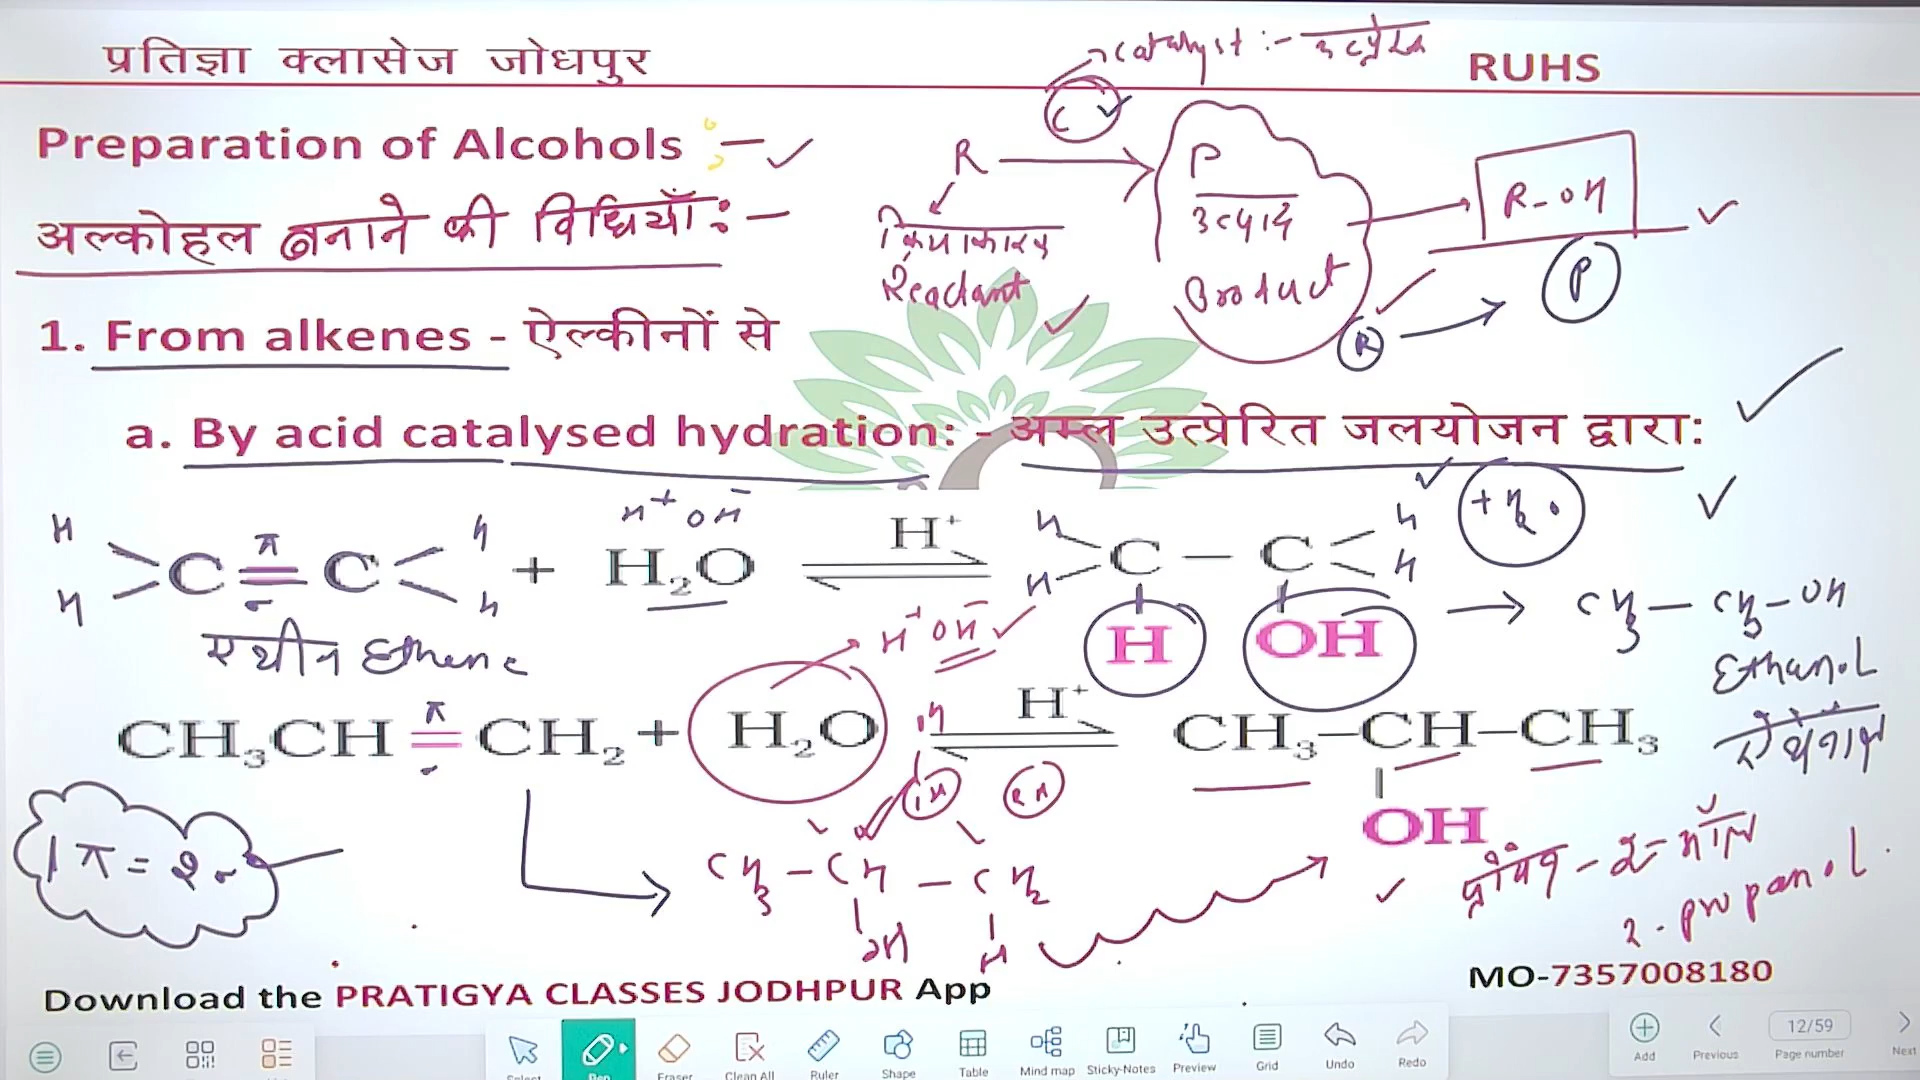 प्रतिज्ञा क्लासेज जोधपुर
catalyst :- उत्प्रेरक
RUHS
C
Preparation of Alcohols :-
R → P
R-OH
अल्कोहल बनाने की विधियाँ :-
क्रियाकारक
उत्पाद
P
Reactant
Product
R
1. From alkenes - ऐल्कीनों से
a. By acid catalysed hydration: - अम्ल उत्प्रेरित जलयोजन द्वारा:
H⁺ OH⁻
+ H₂O
H H >C = C< H H + H₂O ⇌ H⁺ H H >C – C< H H
π
σ
H OH
→ CH₃ – CH₂ – OH
एथीन Ethene
H⁺ OH⁻
Ethanol
CH₃CH = CH₂ + H₂O ⇌ H⁺ CH₃–CH–CH₃
π
OH
1π = 2σ
CH₃ – CH – CH₂
OH H
2-propanol
Download the PRATIGYA CLASSES JODHPUR App
MO-7357008180
Select Pen Eraser Clean All Ruler Shape Table Mind map Sticky-Notes Preview Grid Undo Redo
Add Previous 12/59 Page number Next